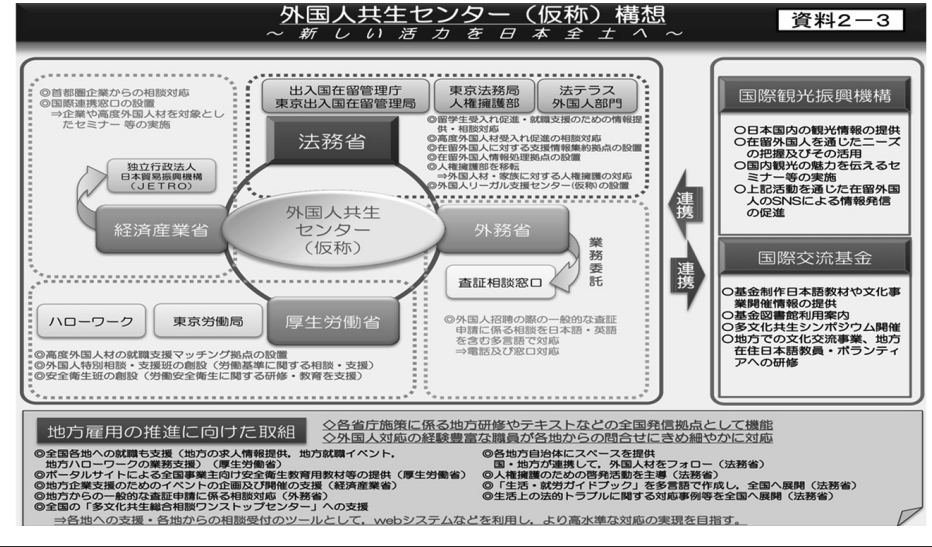 外国人共生センター（仮称）構想
～新しい活力を日本全土へ～
資料２－３
◎首都圏企業からの相談対応
◎国際連携窓口の設置
⇒企業や高度外国人材を対象とし
たセミナー等の実施
独立行政法人
日本貿易振興機構
（ＪＥＴＲＯ）
経済産業省
出入国在留管理庁
東京出入国在留管理局
東京法務局
人権擁護部
法テラス
外国人部門
法務省
◎留学生受入れ促進・就職支援のための情報提
供・相談対応
◎高度外国人材受入れ促進の相談対応
◎在留外国人に対する支援情報集約拠点の設置
◎在留外国人情報処理拠点の設置
◎人権擁護部を移転
⇒外国人材・家族に対する人権擁護の対応
◎外国人リーガル支援センター(仮称)の設置
外国人共生
センター
（仮称）
外務省
業務委託
査証相談窓口
◎外国人招聘の際の一般的な査証
申請に係る相談を日本語・英語
を含む多言語で対応
⇒電話及び窓口対応
ハローワーク
東京労働局
厚生労働省
◎高度外国人材の就職支援マッチング拠点の設置
◎外国人特別相談・支援班の創設（労働基準に関する相談・支援）
◎安全衛生班の創設（労働安全衛生に関する研修・教育を支援）
連携
連携
国際観光振興機構
○日本国内の観光情報の提供
○在留外国人を通じたニーズ
の把握及びその活用
○国内観光の魅力を伝えるセ
ミナー等の実施
○上記活動を通じた在留外国
人のSNSによる情報発信
の促進
国際交流基金
○基金制作日本語教材や文化事
業開催情報の提供
○基金図書館利用案内
○多文化共生シンポジウム開催
○地方での文化交流事業、地方
在住日本語教員・ボランティ
アへの研修
地方雇用の推進に向けた取組
◇各省庁施策に係る地方研修やテキストなどの全国発信拠点として機能
◇外国人対応の経験豊富な職員が各地からの問合せにきめ細やかに対応
◎全国各地への就職も支援（地方の求人情報提供、地方就職イベント、
地方ハローワークの業務支援）（厚生労働省）
◎ポータルサイトによる全国事業主向け安全衛生教育用教材等の提供（厚生労働省）
◎地方企業支援のためのイベントの企画及び開催の支援（経済産業省）
◎地方からの一般的な査証申請に係る相談対応（外務省）
◎全国の「多文化共生総合相談ワンストップセンター」への支援
◎各地方自治体にスペースを提供
国・地方が連携して，外国人材をフォロー（法務省）
◎人権擁護のための啓発活動を主導（法務省）
◎「生活・就労ガイドブック」を多言語で作成し、全国へ展開（法務省）
◎生活上の法的トラブルに関する対応事例等を全国へ展開（法務省）
⇒各地への支援・各地からの相談受付のツールとして，webシステムなどを利用し，より高水準な対応の実現を目指す。